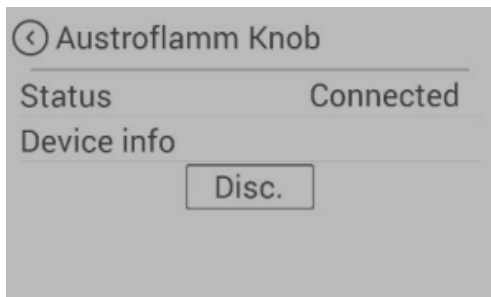 Austroflamm Knob
Status Connected
Device info
Disc.